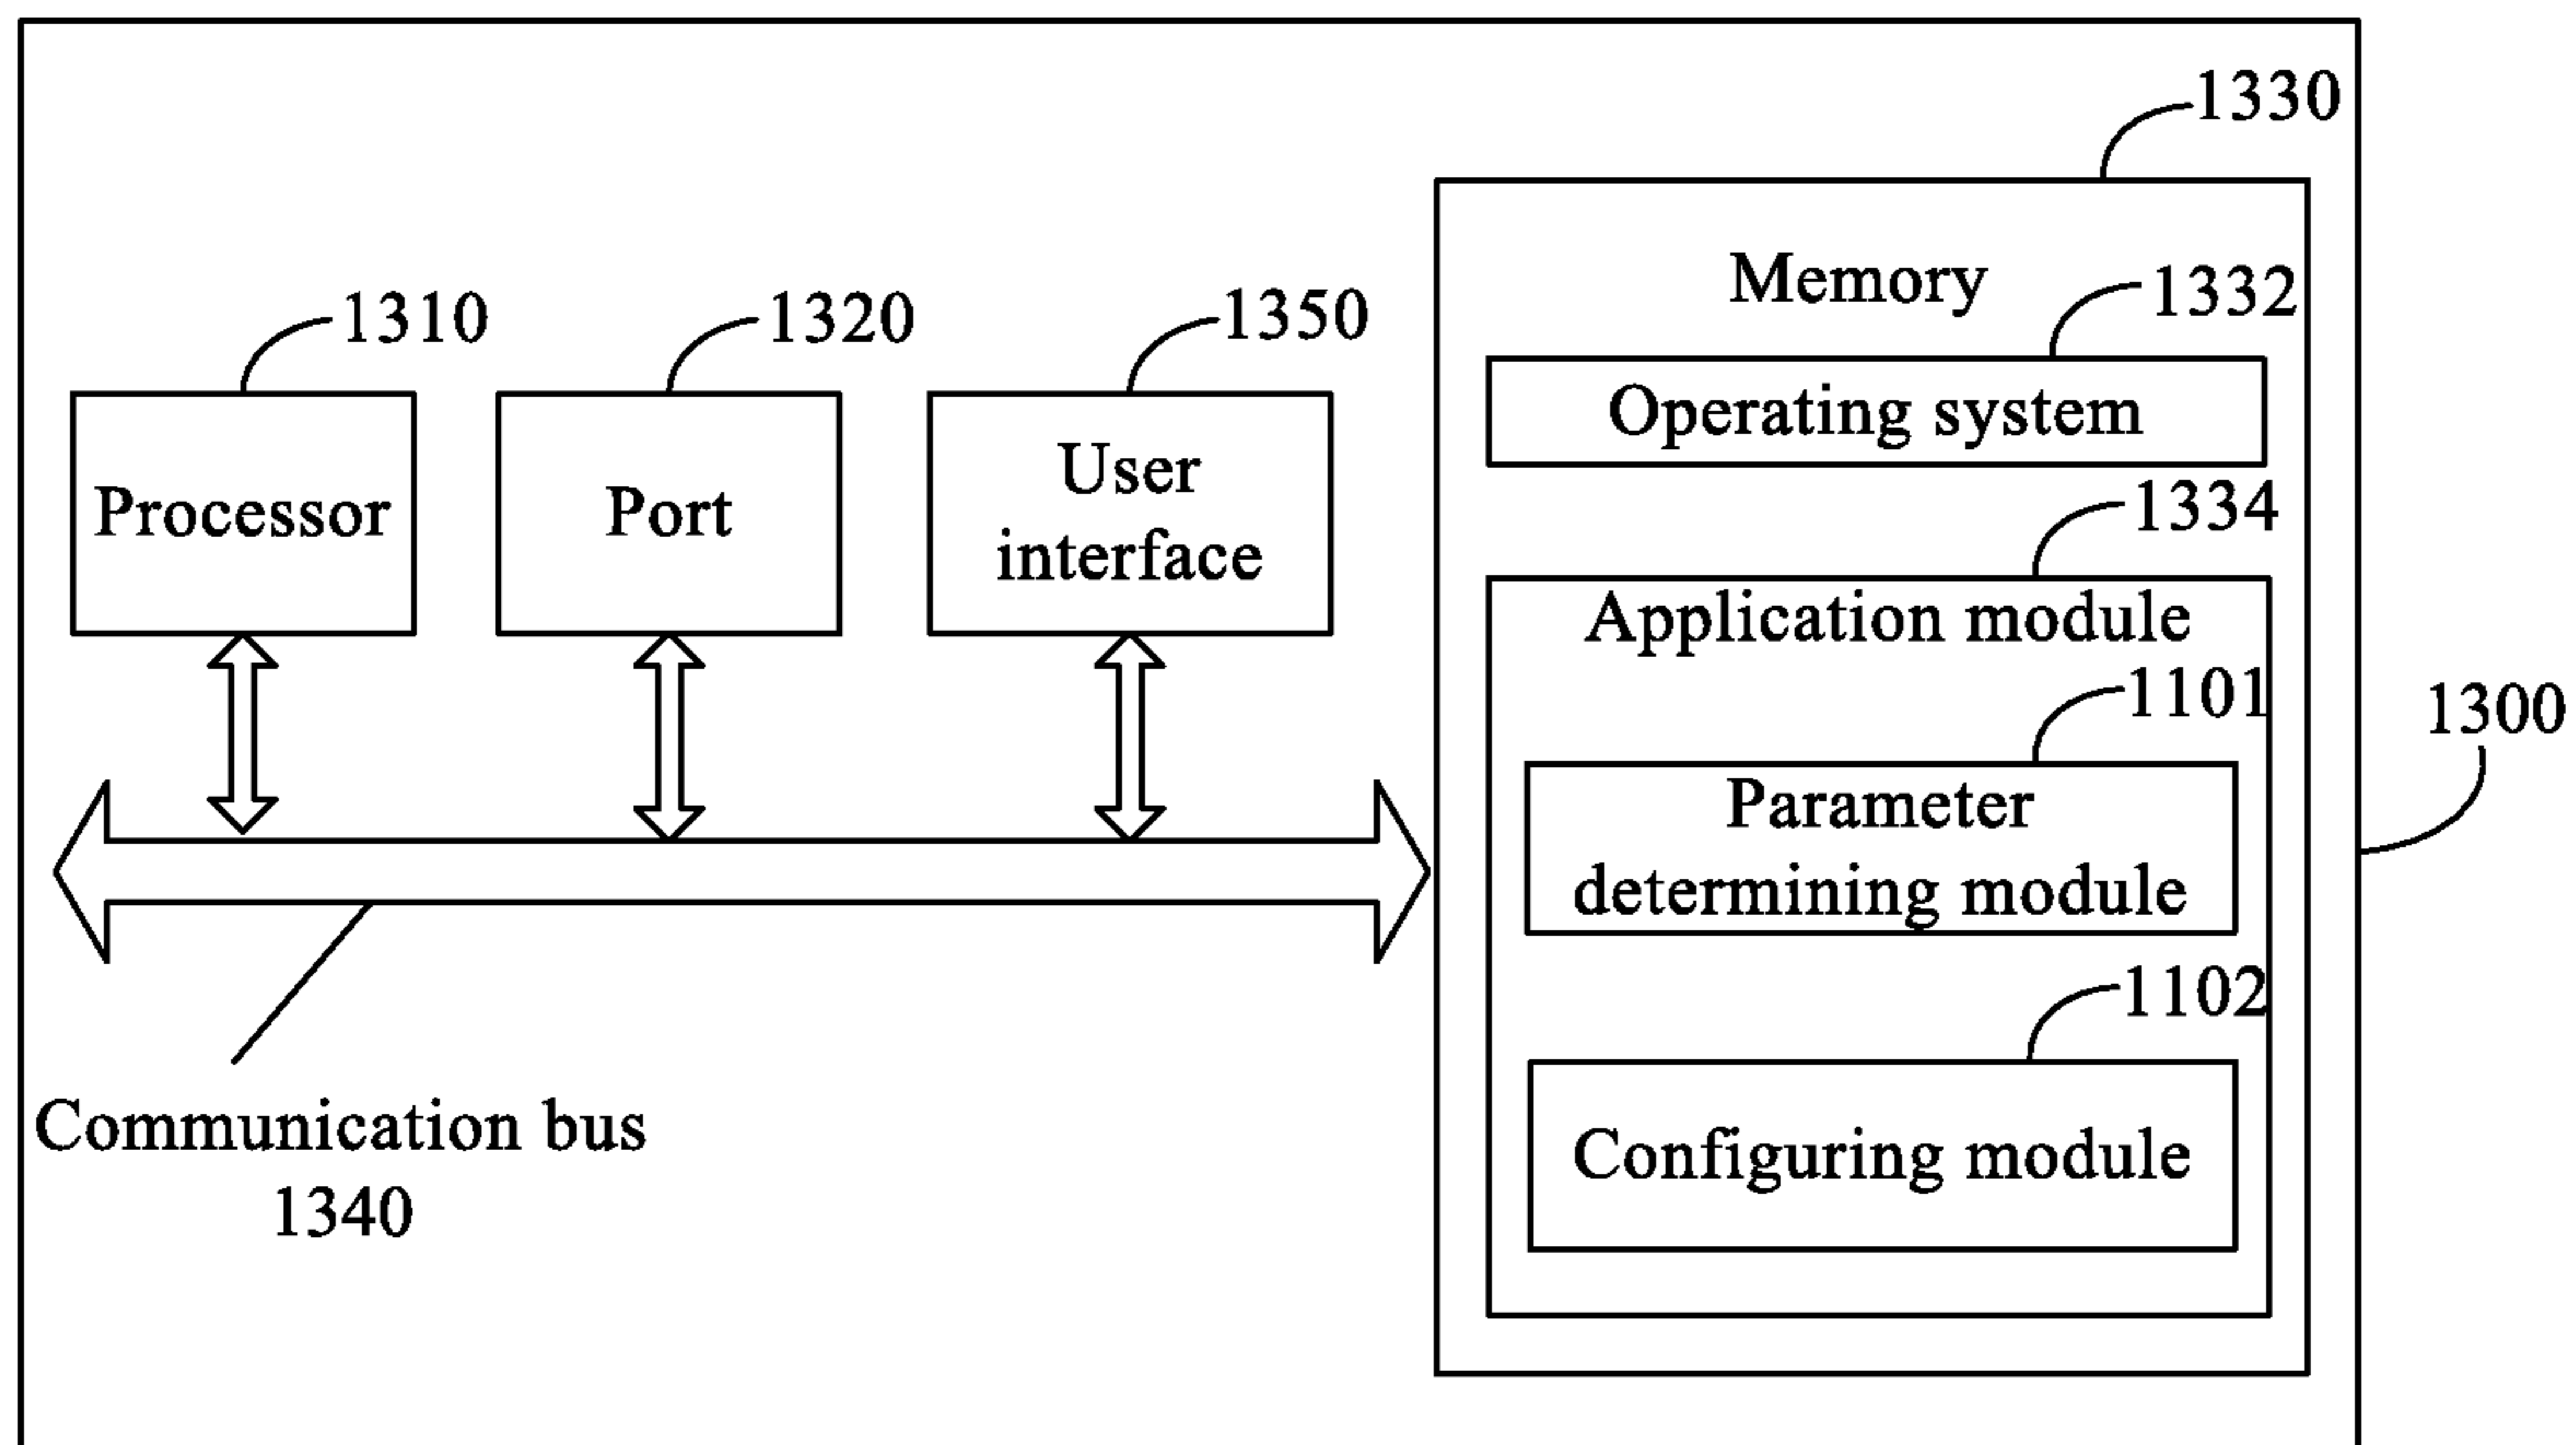 1330
Memory
1332
1310
1320
1350
Operating system
Processor
Port
User
interface
1334
Application module
1101
1300
Parameter
determining module
1102
Communication bus
1340
Configuring module